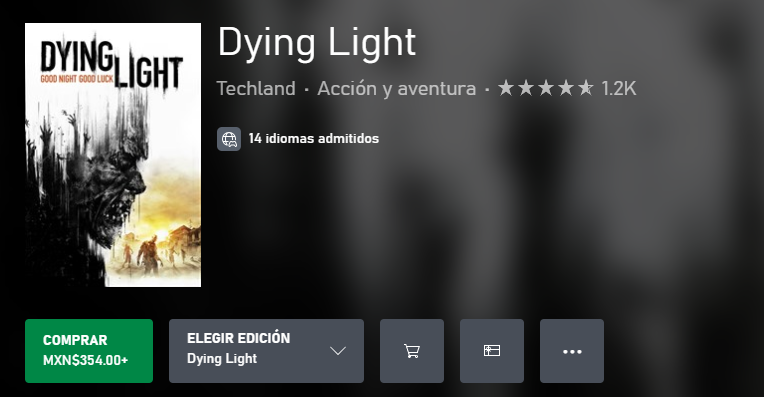 DYING
LIGHT
GOOD NIGHT GOOD LUCK
Dying Light
Techland · Acción y aventura · ★★★★⯪ 1.2K
14 idiomas admitidos
COMPRAR
MXN$354.00+
ELEGIR EDICIÓN
Dying Light